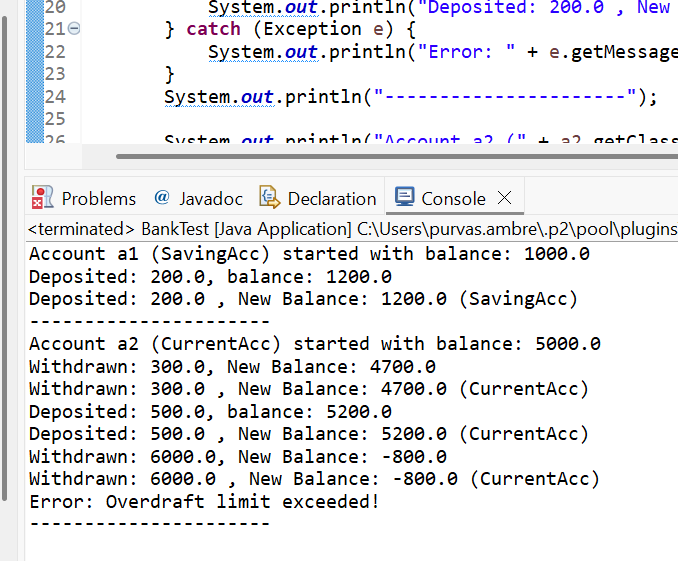 20 System.out.println("Deposited: 200.0 , New
21 } catch (Exception e) {
22 System.out.println("Error: " + e.getMessage
23 }
24 System.out.println("----------------------");
25
26 System.out.println("Account a2 (" + a2.getClass
Problems @ Javadoc Declaration Console
<terminated> BankTest [Java Application] C:\Users\purvas.ambre\.p2\pool\plugins
Account a1 (SavingAcc) started with balance: 1000.0
Deposited: 200.0, balance: 1200.0
Deposited: 200.0 , New Balance: 1200.0 (SavingAcc)
----------------------
Account a2 (CurrentAcc) started with balance: 5000.0
Withdrawn: 300.0, New Balance: 4700.0
Withdrawn: 300.0 , New Balance: 4700.0 (CurrentAcc)
Deposited: 500.0, balance: 5200.0
Deposited: 500.0 , New Balance: 5200.0 (CurrentAcc)
Withdrawn: 6000.0, New Balance: -800.0
Withdrawn: 6000.0 , New Balance: -800.0 (CurrentAcc)
Error: Overdraft limit exceeded!
----------------------